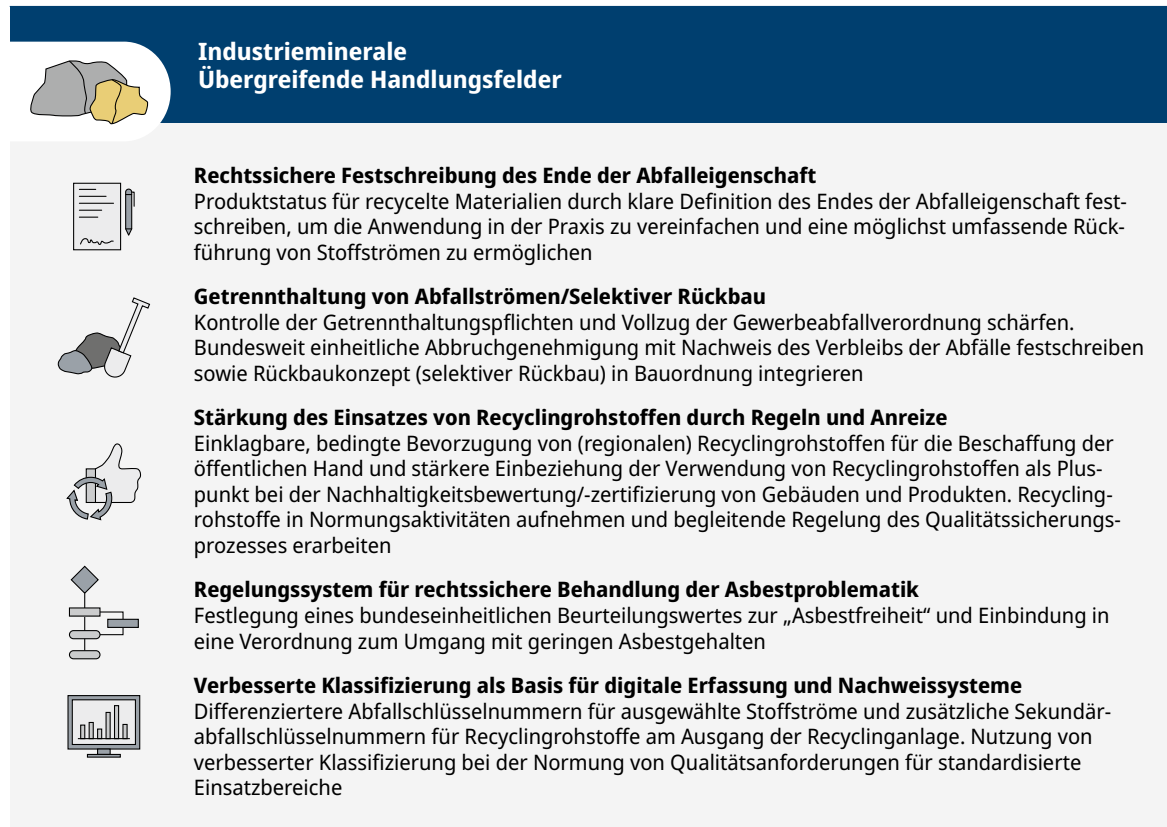 Industrieminerale
Übergreifende Handlungsfelder
Rechtssichere Festschreibung des Ende der Abfalleigenschaft
Produktstatus für recycelte Materialien durch klare Definition des Endes der Abfalleigenschaft fest-
schreiben, um die Anwendung in der Praxis zu vereinfachen und eine möglichst umfassende Rück-
führung von Stoffströmen zu ermöglichen
Getrennthaltung von Abfallströmen/Selektiver Rückbau
Kontrolle der Getrennthaltungspflichten und Vollzug der Gewerbeabfallverordnung schärfen.
Bundesweit einheitliche Abbruchgenehmigung mit Nachweis des Verbleibs der Abfälle festschreiben
sowie Rückbaukonzept (selektiver Rückbau) in Bauordnung integrieren
Stärkung des Einsatzes von Recyclingrohstoffen durch Regeln und Anreize
Einklagbare, bedingte Bevorzugung von (regionalen) Recyclingrohstoffen für die Beschaffung der
öffentlichen Hand und stärkere Einbeziehung der Verwendung von Recyclingrohstoffen als Plus-
punkt bei der Nachhaltigkeitsbewertung/-zertifizierung von Gebäuden und Produkten. Recycling-
rohstoffe in Normungsaktivitäten aufnehmen und begleitende Regelung des Qualitätssicherungs-
prozesses erarbeiten
Regelungssystem für rechtssichere Behandlung der Asbestproblematik
Festlegung eines bundeseinheitlichen Beurteilungswertes zur „Asbestfreiheit“ und Einbindung in
eine Verordnung zum Umgang mit geringen Asbestgehalten
Verbesserte Klassifizierung als Basis für digitale Erfassung und Nachweissysteme
Differenziertere Abfallschlüsselnummern für ausgewählte Stoffströme und zusätzliche Sekundär-
abfallschlüsselnummern für Recyclingrohstoffe am Ausgang der Recyclinganlage. Nutzung von
verbesserter Klassifizierung bei der Normung von Qualitätsanforderungen für standardisierte
Einsatzbereiche